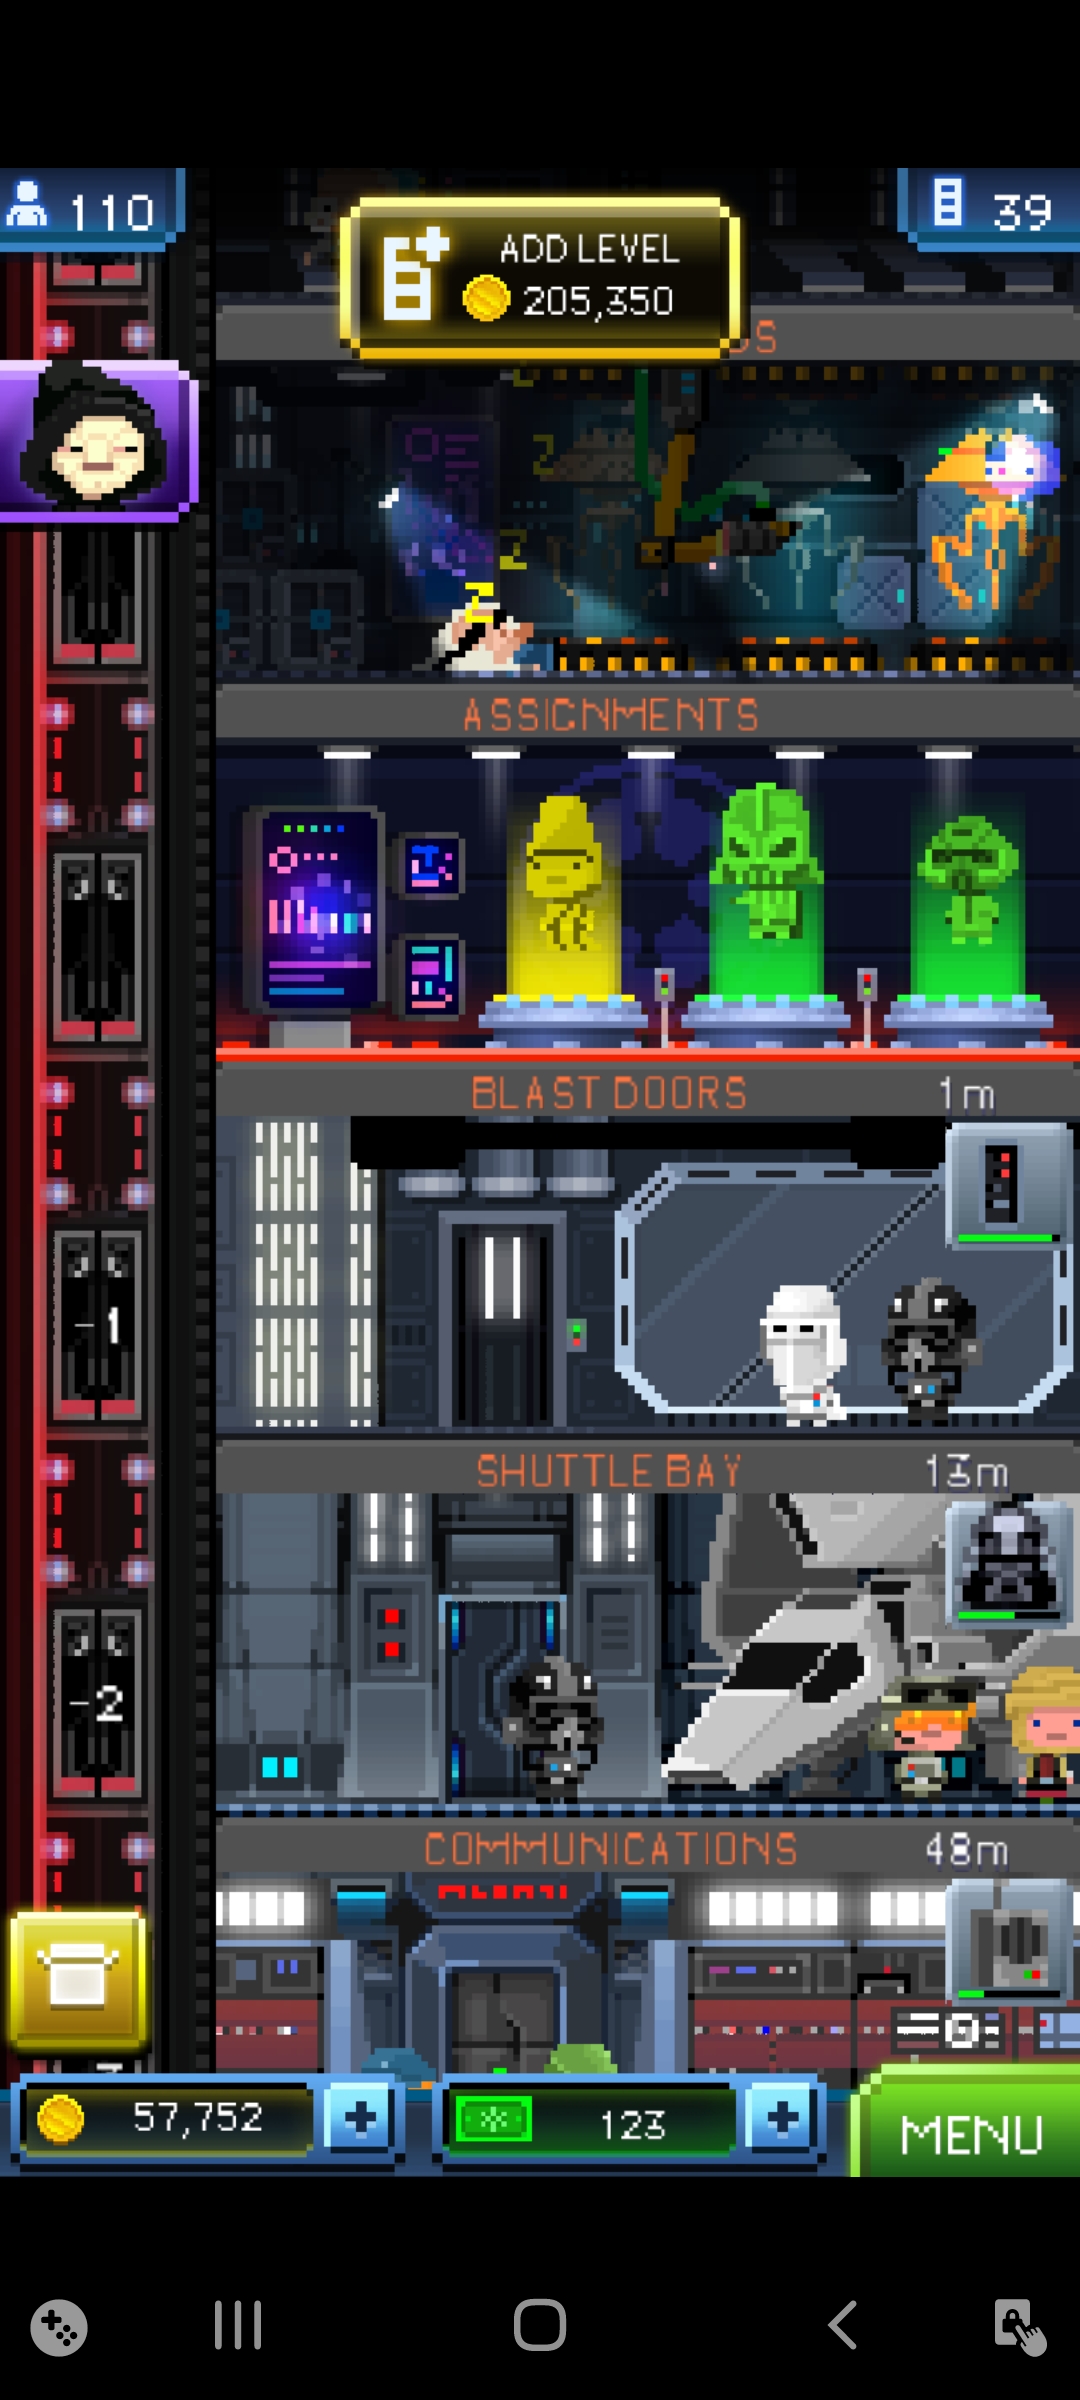 110
39
ADD LEVEL
205,350
Z
Z
Z
ASSIGNMENTS
BLAST DOORS 1m
-1
SHUTTLE BAY 13m
-2
COMMUNICATIONS 48m
57,752
123
MENU